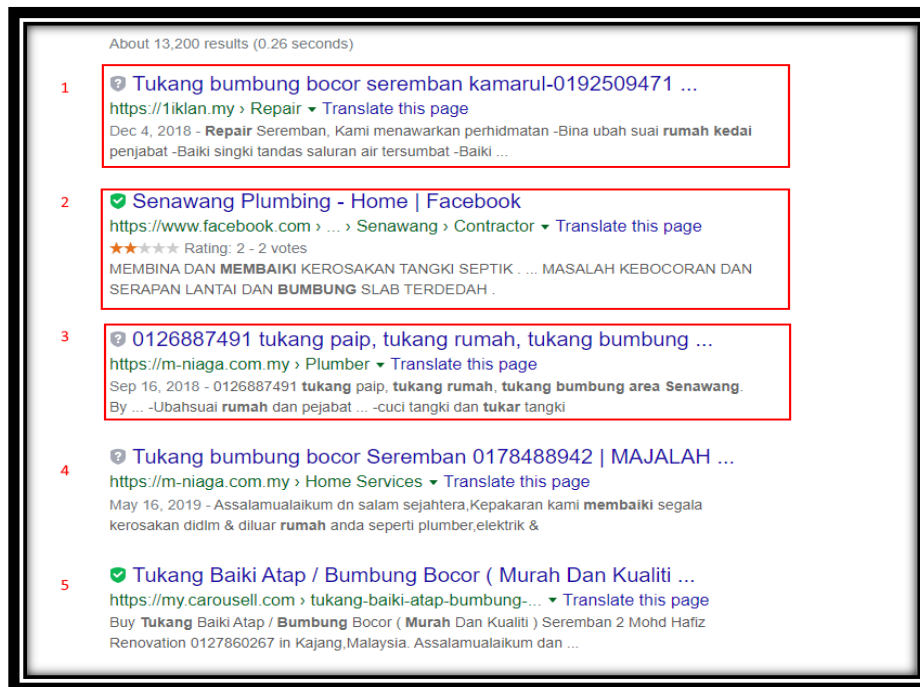 About 13,200 results (0.26 seconds)
1
Tukang bumbung bocor seremban kamarul-0192509471 ...
https://1iklan.my › Repair ▾ Translate this page
Dec 4, 2018 - Repair Seremban, Kami menawarkan perhidmatan -Bina ubah suai rumah kedai
penjabat -Baiki singki tandas saluran air tersumbat -Baiki ...
2
Senawang Plumbing - Home | Facebook
https://www.facebook.com › ... › Senawang › Contractor ▾ Translate this page
★★★★★ Rating: 2 - 2 votes
MEMBINA DAN MEMBAIKI KEROSAKAN TANGKI SEPTIK . ... MASALAH KEBOCORAN DAN
SERAPAN LANTAI DAN BUMBUNG SLAB TERDEDAH .
3
0126887491 tukang paip, tukang rumah, tukang bumbung ...
https://m-niaga.com.my › Plumber ▾ Translate this page
Sep 16, 2018 - 0126887491 tukang paip, tukang rumah, tukang bumbung area Senawang.
By ... -Ubahsuai rumah dan pejabat ... -cuci tangki dan tukar tangki
4
Tukang bumbung bocor Seremban 0178488942 | MAJALAH ...
https://m-niaga.com.my › Home Services ▾ Translate this page
May 16, 2019 - Assalamualaikum dn salam sejahtera,Kepakaran kami membaiki segala
kerosakan didlm & diluar rumah anda seperti plumber,elektrik &
5
Tukang Baiki Atap / Bumbung Bocor ( Murah Dan Kualiti ...
https://my.carousell.com › tukang-baiki-atap-bumbung-... ▾ Translate this page
Buy Tukang Baiki Atap / Bumbung Bocor ( Murah Dan Kualiti ) Seremban 2 Mohd Hafiz
Renovation 0127860267 in Kajang,Malaysia. Assalamualaikum dan ...